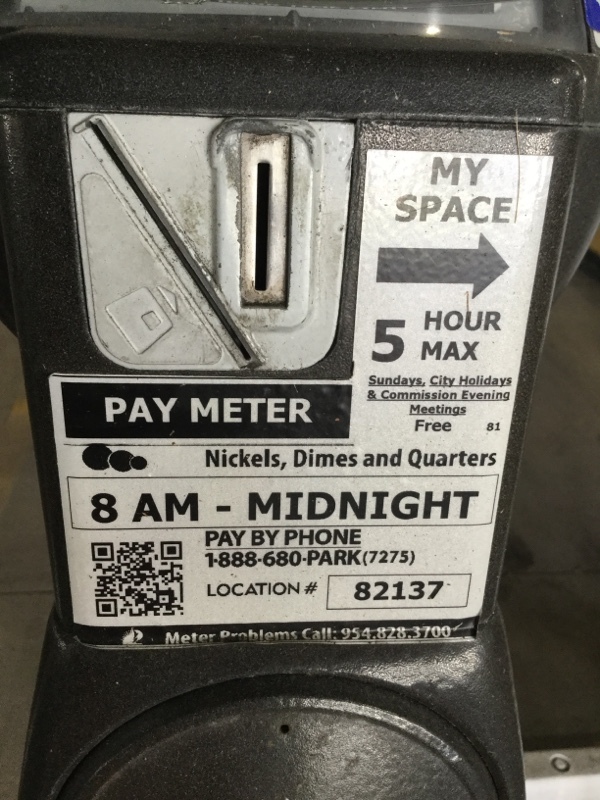 MY
SPACE
5 HOUR
MAX
Sundays, City Holidays
& Commission Evening
Meetings
Free 81
PAY METER
Nickels, Dimes and Quarters
8 AM - MIDNIGHT
PAY BY PHONE
1-888-680-PARK(7275)
LOCATION # 82137
Meter Problems Call: 954.828.3700